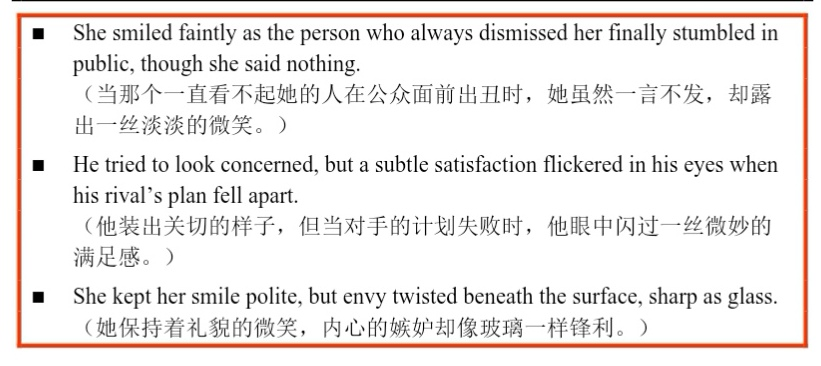 ■ She smiled faintly as the person who always dismissed her finally stumbled in
public, though she said nothing.
（当那个一直看不起她的人在公众面前出丑时，她虽然一言不发，却露
出一丝淡淡的微笑。）
■ He tried to look concerned, but a subtle satisfaction flickered in his eyes when
his rival’s plan fell apart.
（他装出关切的样子，但当对手的计划失败时，他眼中闪过一丝微妙的
满足感。）
■ She kept her smile polite, but envy twisted beneath the surface, sharp as glass.
（她保持着礼貌的微笑，内心的嫉妒却像玻璃一样锋利。）